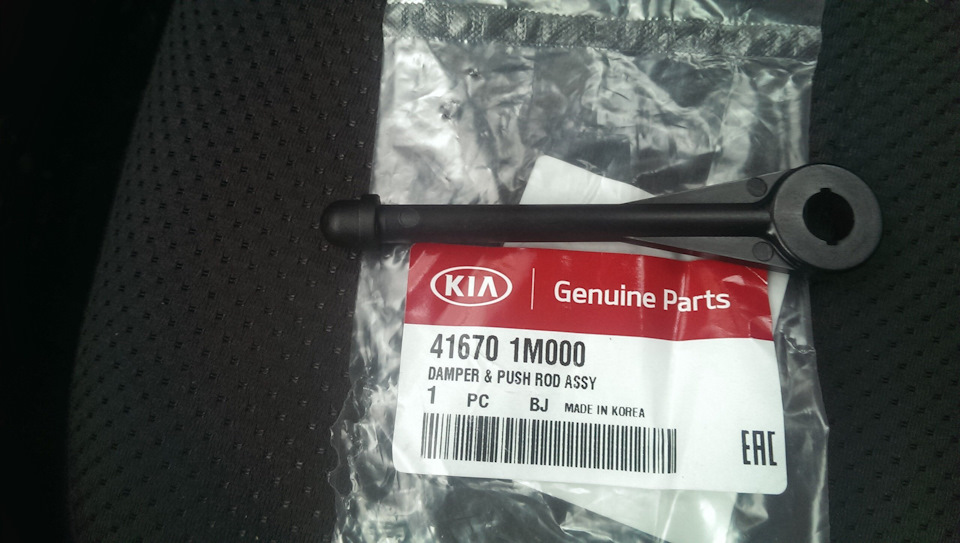 KIA Genuine Parts
41670 1M000
DAMPER & PUSH ROD ASSY
1 PC BJ MADE IN KOREA
EAC